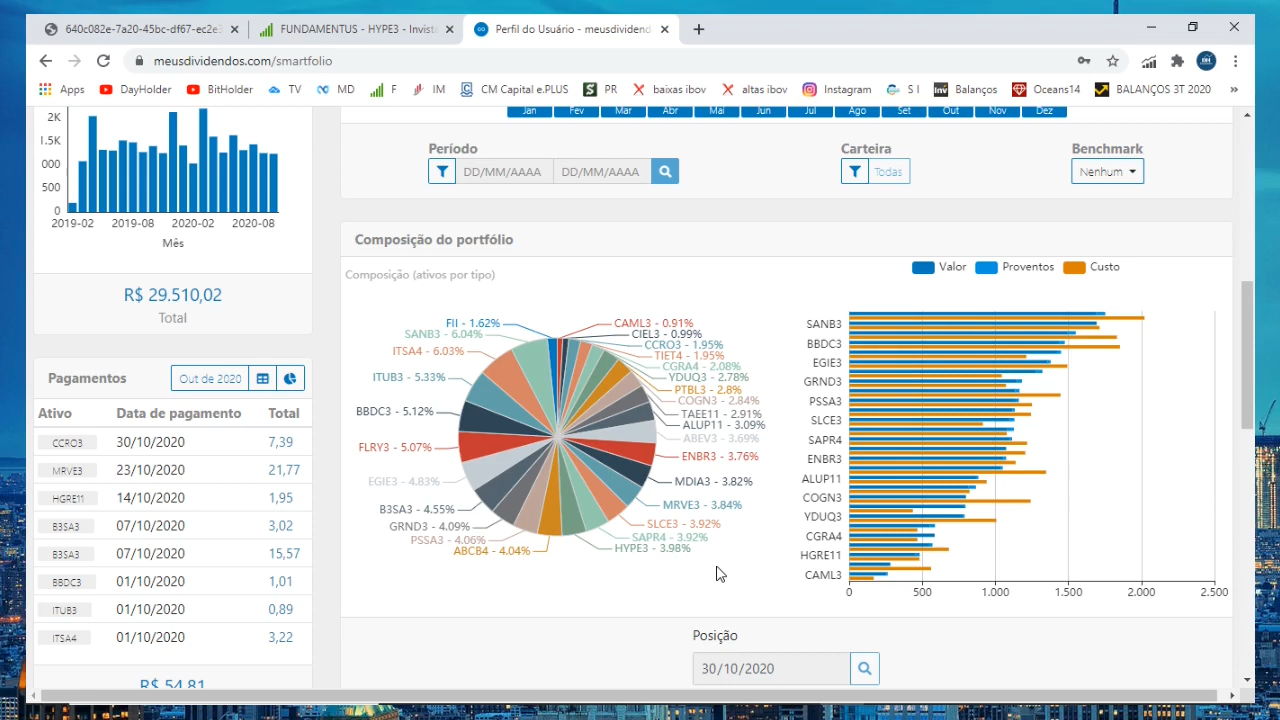 640c082e-7a20-45bc-df67-ec2e3
FUNDAMENTUS - HYPE3 - Invist
Perfil do Usuário - meusdividend
meusdividendos.com/smartfolio
Apps
DayHolder
BitHolder
TV
MD
F
IM
CM Capital e.PLUS
PR
baixas ibov
altas ibov
Instagram
S I
Balanços
Oceans14
BALANÇOS 3T 2020
2K
1.5K
000
500
0
2019-02
2019-08
2020-02
2020-08
Mês
R$ 29.510,02
Total
Jan
Fev
Mar
Abr
Mai
Jun
Jul
Ago
Set
Out
Nov
Dez
Período
DD/MM/AAAA
DD/MM/AAAA
Carteira
Todas
Benchmark
Nenhum
Composição do portfólio
Composição (ativos por tipo)
FII - 1.62%
SANB3 - 6.04%
ITSA4 - 6.03%
ITUB3 - 5.33%
BBDC3 - 5.12%
FLRY3 - 5.07%
EGIE3 - 4.83%
B3SA3 - 4.55%
GRND3 - 4.09%
PSSA3 - 4.06%
ABCB4 - 4.04%
CAML3 - 0.91%
CIEL3 - 0.99%
CCRO3 - 1.95%
TIET4 - 1.95%
CGRA4 - 2.08%
YDUQ3 - 2.78%
PTBL3 - 2.8%
COGN3 - 2.84%
TAEE11 - 2.91%
ALUP11 - 3.09%
ABEV3 - 3.69%
ENBR3 - 3.76%
MDIA3 - 3.82%
MRVE3 - 3.84%
SLCE3 - 3.92%
SAPR4 - 3.92%
HYPE3 - 3.98%
Valor
Proventos
Custo
SANB3
BBDC3
EGIE3
GRND3
PSSA3
SLCE3
SAPR4
ENBR3
ALUP11
COGN3
YDUQ3
CGRA4
HGRE11
CAML3
0
500
1.000
1.500
2.000
2.500
Pagamentos
Out de 2020
Ativo Data de pagamento Total
CCRO3 30/10/2020 7,39
MRVE3 23/10/2020 21,77
HGRE11 14/10/2020 1,95
B3SA3 07/10/2020 3,02
B3SA3 07/10/2020 15,57
BBDC3 01/10/2020 1,01
ITUB3 01/10/2020 0,89
ITSA4 01/10/2020 3,22
R$ 54,81
Posição
30/10/2020